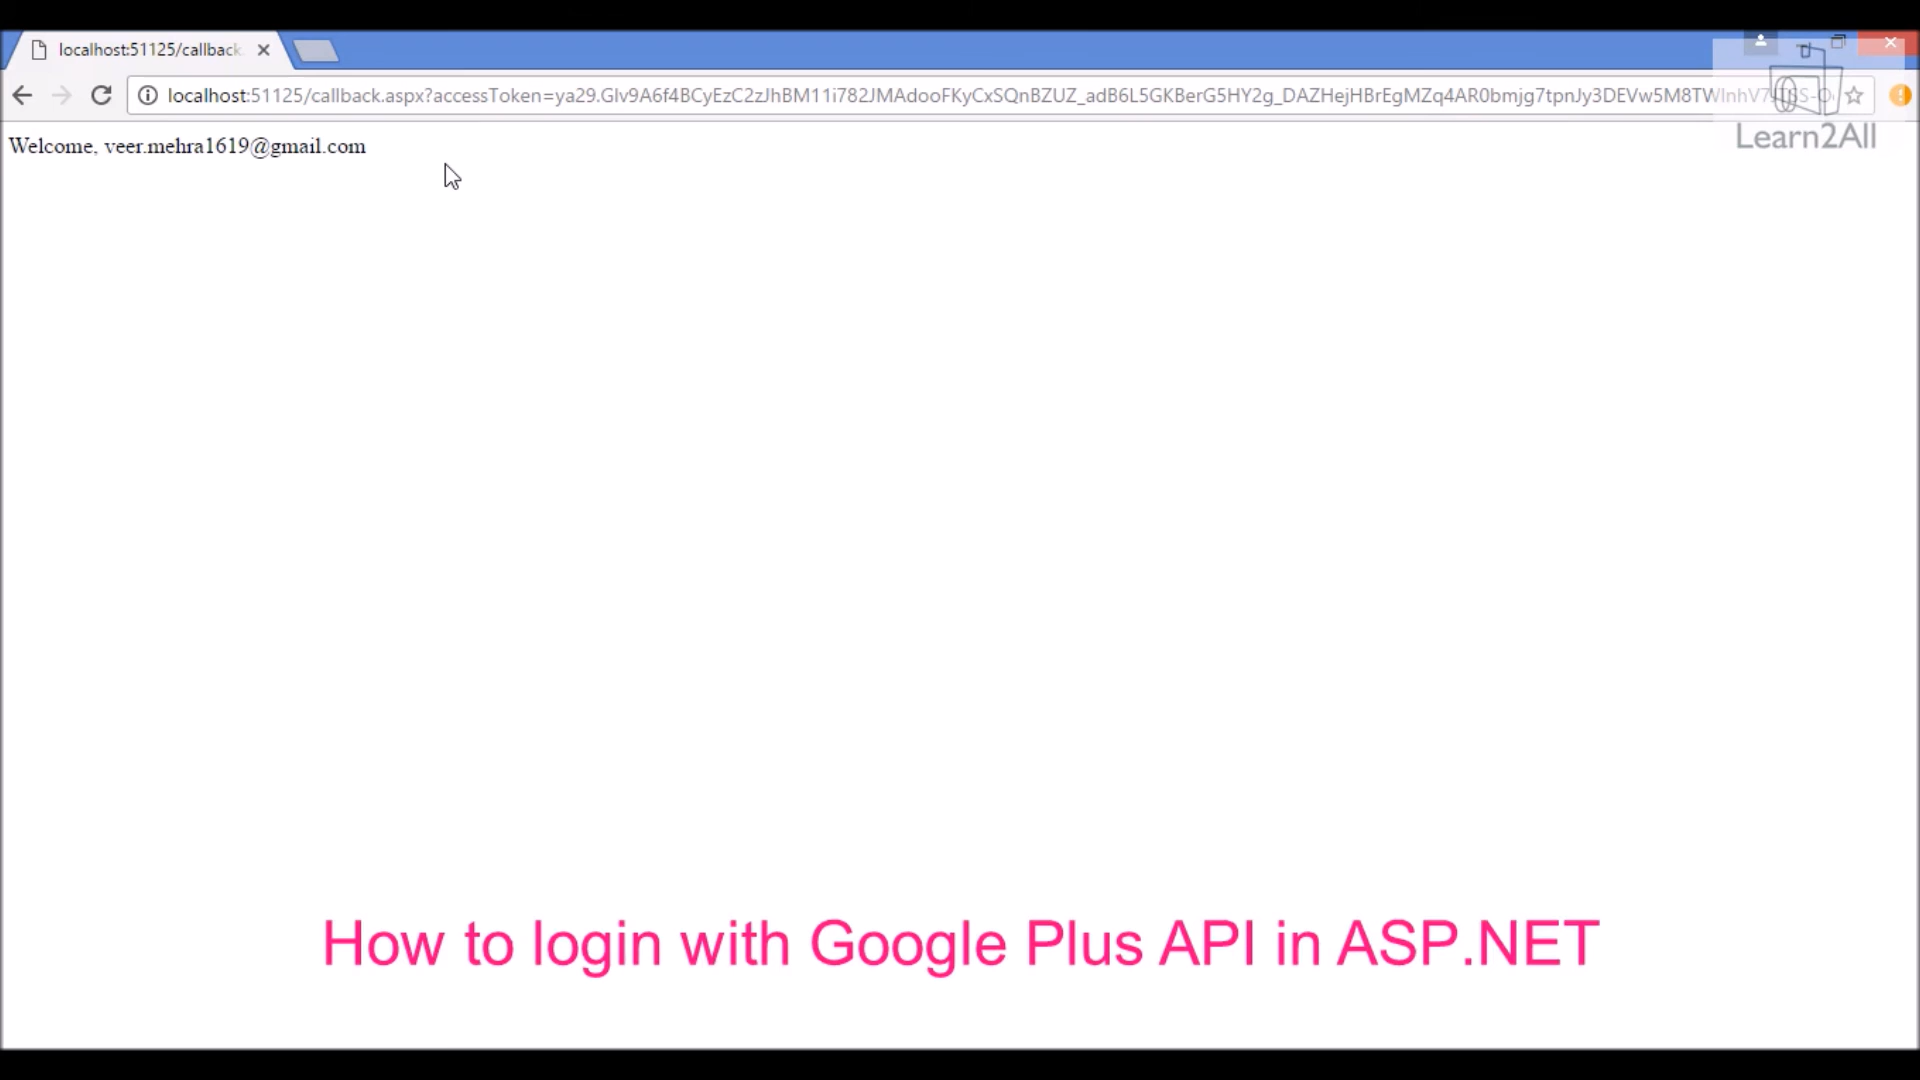 localhost:51125/callback
localhost:51125/callback.aspx?accessToken=ya29.Glv9A6f4BCyEzC2zJhBM11i782JMAdooFKyCxSQnBZUZ_adB6L5GKBerG5HY2g_DAZHejHBrEgMZq4AR0bmjg7tpnJy3DEVw5M8TWlnhV7
Learn2All
Welcome, veer.mehra1619@gmail.com
How to login with Google Plus API in ASP.NET